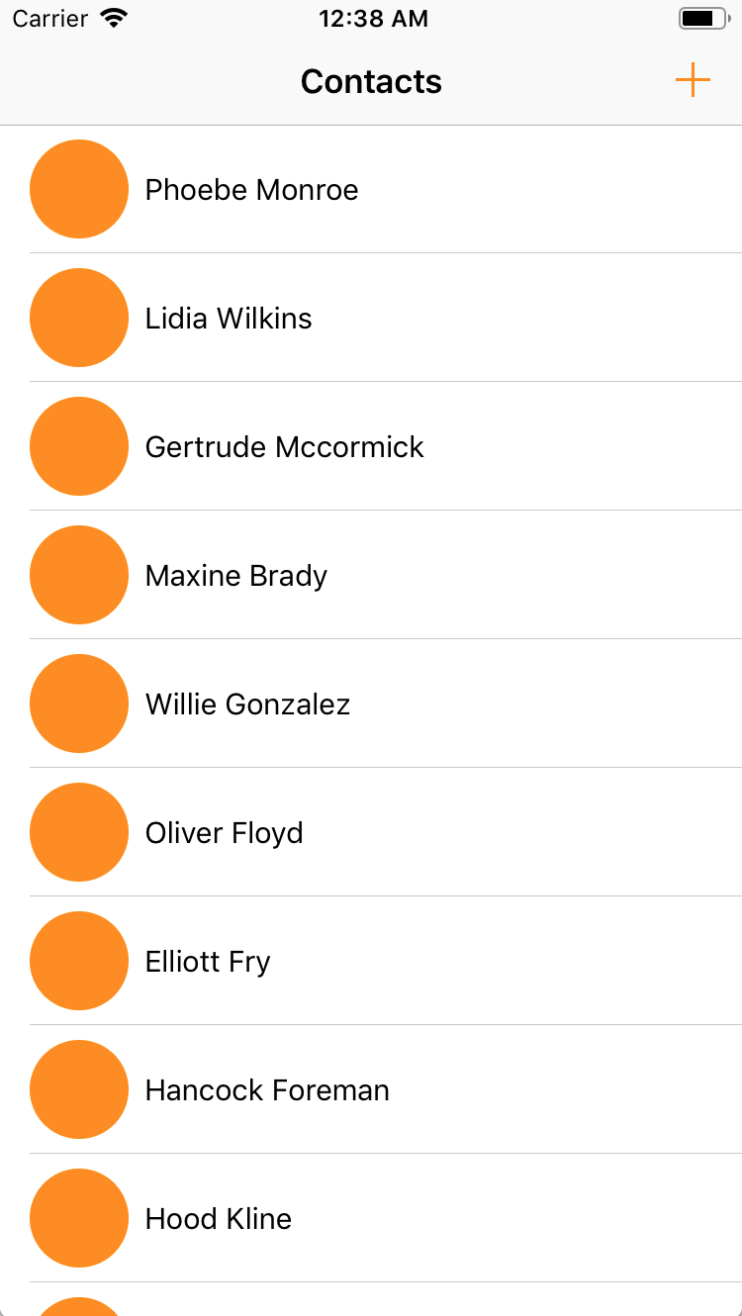 Carrier 12:38 AM
Contacts
Phoebe Monroe
Lidia Wilkins
Gertrude Mccormick
Maxine Brady
Willie Gonzalez
Oliver Floyd
Elliott Fry
Hancock Foreman
Hood Kline